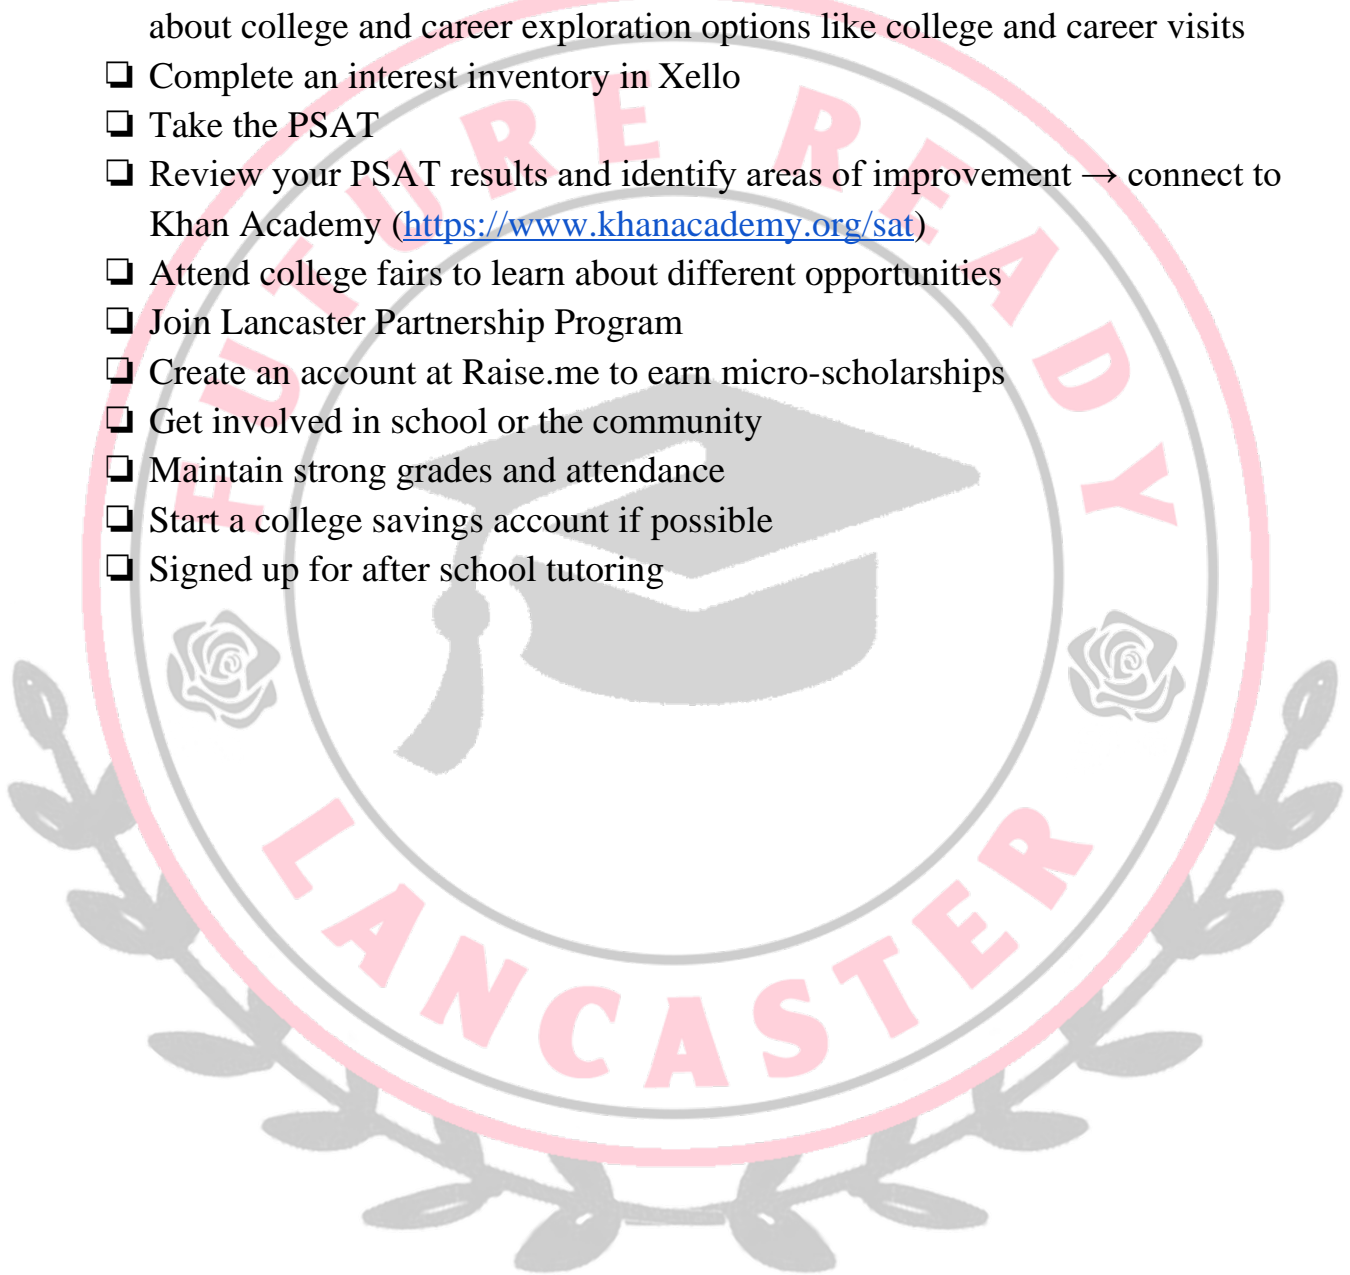 about college and career exploration options like college and career visits
❏ Complete an interest inventory in Xello
❏ Take the PSAT
❏ Review your PSAT results and identify areas of improvement → connect to
Khan Academy (https://www.khanacademy.org/sat)
❏ Attend college fairs to learn about different opportunities
❏ Join Lancaster Partnership Program
❏ Create an account at Raise.me to earn micro-scholarships
❏ Get involved in school or the community
❏ Maintain strong grades and attendance
❏ Start a college savings account if possible
❏ Signed up for after school tutoring
FUTURE READY
LANCASTER